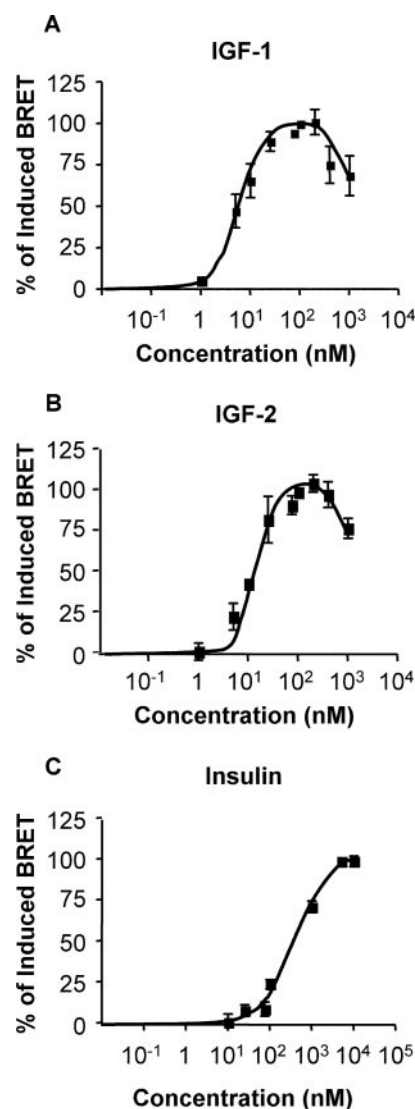 A
IGF-1
% of Induced BRET
125
100
75
50
25
0
10⁻¹ 1 10¹ 10² 10³ 10⁴
Concentration (nM)
B
IGF-2
% of Induced BRET
125
100
75
50
25
0
10⁻¹ 1 10¹ 10² 10³ 10⁴
Concentration (nM)
C
Insulin
% of Induced BRET
125
100
75
50
25
0
10⁻¹ 1 10¹ 10² 10³ 10⁴ 10⁵
Concentration (nM)